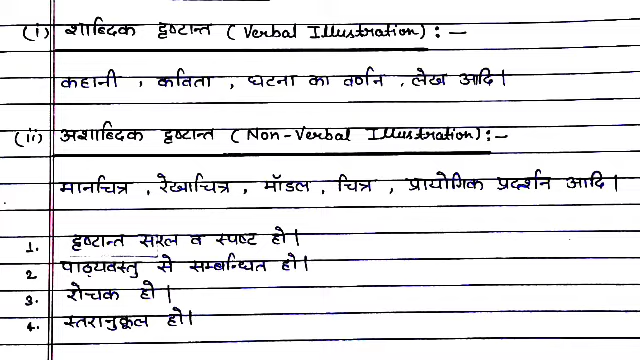 (i) शाब्दिक दृष्टान्त (Verbal Illustration) : —
कहानी , कविता , घटना का वर्णन , लेख आदि।
(ii) अशाब्दिक दृष्टान्त (Non-Verbal Illustration) : —
मानचित्र , रेखाचित्र , मॉडल , चित्र , प्रायोगिक प्रदर्शन आदि।
1. दृष्टान्त सरल व स्पष्ट हो।
2 पाठ्यवस्तु से सम्बन्धित हो।
3. रोचक हो।
4. स्तरानुकूल हो।